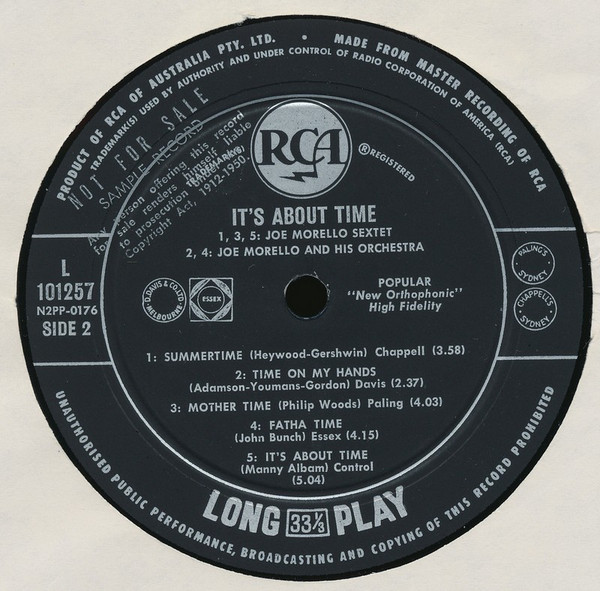 PRODUCT OF RCA OF AUSTRALIA PTY. LTD. • MADE FROM MASTER RECORDING OF RCA
TRADEMARK(S) USED BY AUTHORITY AND UNDER CONTROL OF RADIO CORPORATION OF AMERICA (RCA)
NOT FOR SALE
SAMPLE RECORD
Any person offering this record
for sale renders himself liable
to prosecution
Copyright Act, 1912-1950.
RCA
®REGISTERED
TRADEMARK(S)
IT'S ABOUT TIME
1, 3, 5: JOE MORELLO SEXTET
2, 4: JOE MORELLO AND HIS ORCHESTRA
L
101257
N2PP-0176
SIDE 2
D. DAVIS & CO. LTD.
MELBOURNE
ESSEX
POPULAR
"New Orthophonic"
High Fidelity
PALING'S
SYDNEY
CHAPPELL'S
SYDNEY
1: SUMMERTIME (Heywood-Gershwin) Chappell (3.58)
2: TIME ON MY HANDS
(Adamson-Youmans-Gordon) Davis (2.37)
3: MOTHER TIME (Philip Woods) Paling (4.03)
4: FATHA TIME
(John Bunch) Essex (4.15)
5: IT'S ABOUT TIME
(Manny Albam) Control
(5.04)
LONG 33⅓ PLAY
UNAUTHORISED PUBLIC PERFORMANCE, BROADCASTING AND COPYING OF THIS RECORD PROHIBITED